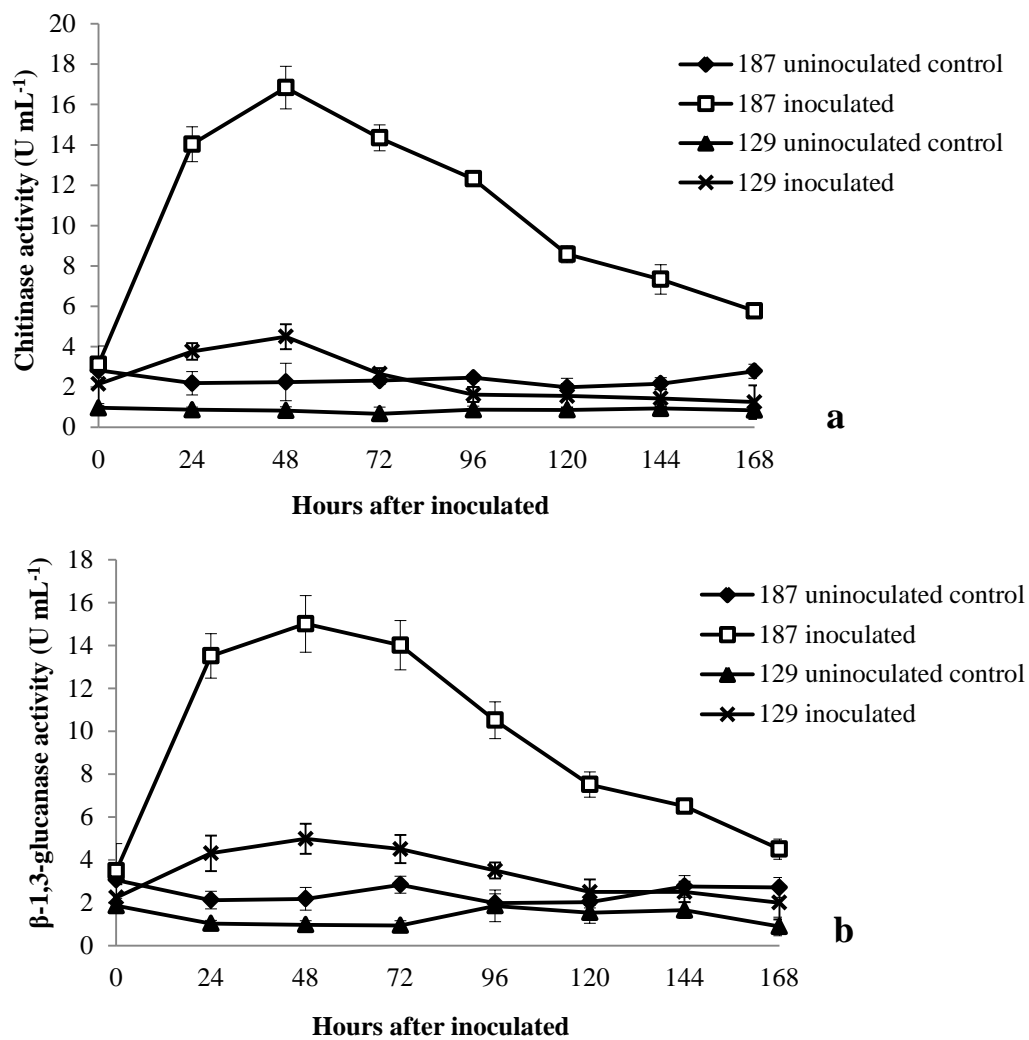 Chitinase activity (U mL-1)
20
18
16
14
12
10
8
6
4
2
0
0 24 48 72 96 120 144 168
Hours after inoculated
187 uninoculated control
187 inoculated
129 uninoculated control
129 inoculated
a
β-1,3-glucanase activity (U mL-1)
18
16
14
12
10
8
6
4
2
0
0 24 48 72 96 120 144 168
Hours after inoculated
187 uninoculated control
187 inoculated
129 uninoculated control
129 inoculated
b